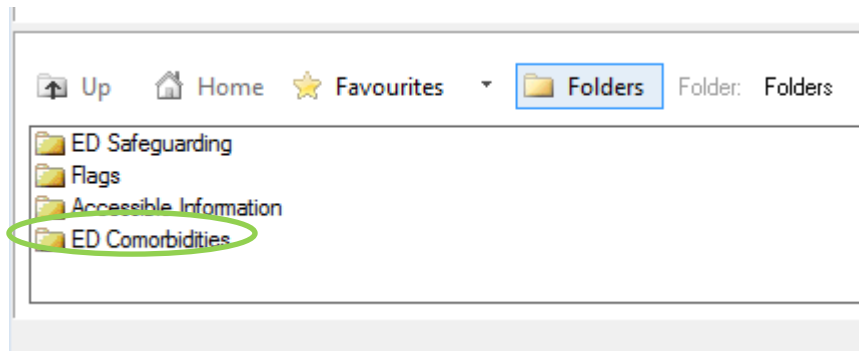 Up Home Favourites Folders Folder: Folders
ED Safeguarding
Flags
Accessible Information
ED Comorbidities